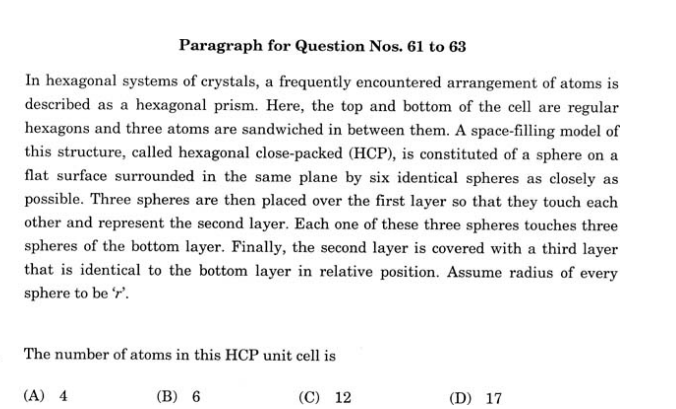 Paragraph for Question Nos. 61 to 63
In hexagonal systems of crystals, a frequently encountered arrangement of atoms is
described as a hexagonal prism. Here, the top and bottom of the cell are regular
hexagons and three atoms are sandwiched in between them. A space-filling model of
this structure, called hexagonal close-packed (HCP), is constituted of a sphere on a
flat surface surrounded in the same plane by six identical spheres as closely as
possible. Three spheres are then placed over the first layer so that they touch each
other and represent the second layer. Each one of these three spheres touches three
spheres of the bottom layer. Finally, the second layer is covered with a third layer
that is identical to the bottom layer in relative position. Assume radius of every
sphere to be ‘r’.
The number of atoms in this HCP unit cell is
(A) 4 (B) 6 (C) 12 (D) 17